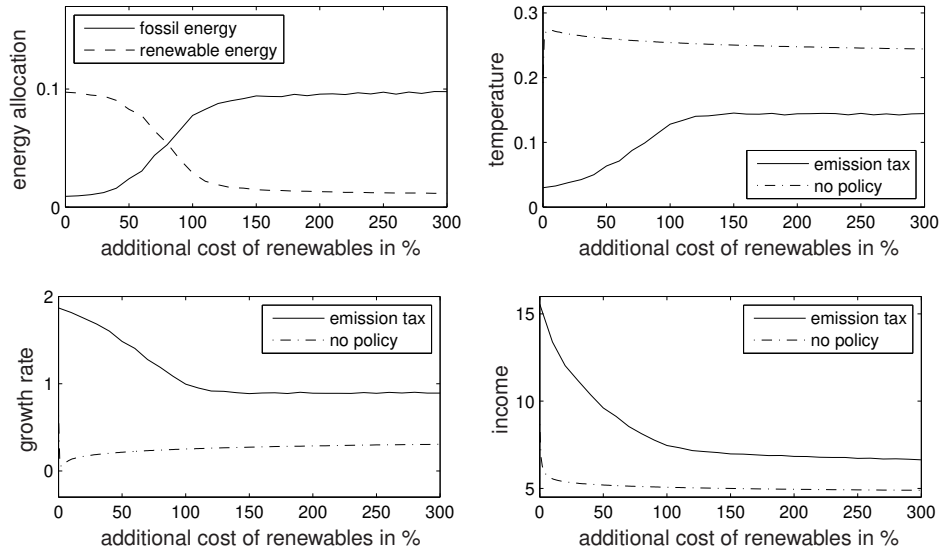 fossil energy
renewable energy
energy allocation
0.1
0
0 50 100 150 200 250 300
additional cost of renewables in %
temperature
0.3
0.2
0.1
0
emission tax
no policy
0 50 100 150 200 250 300
additional cost of renewables in %
growth rate
2
1
0
emission tax
no policy
0 50 100 150 200 250 300
additional cost of renewables in %
income
15
10
5
emission tax
no policy
0 50 100 150 200 250 300
additional cost of renewables in %